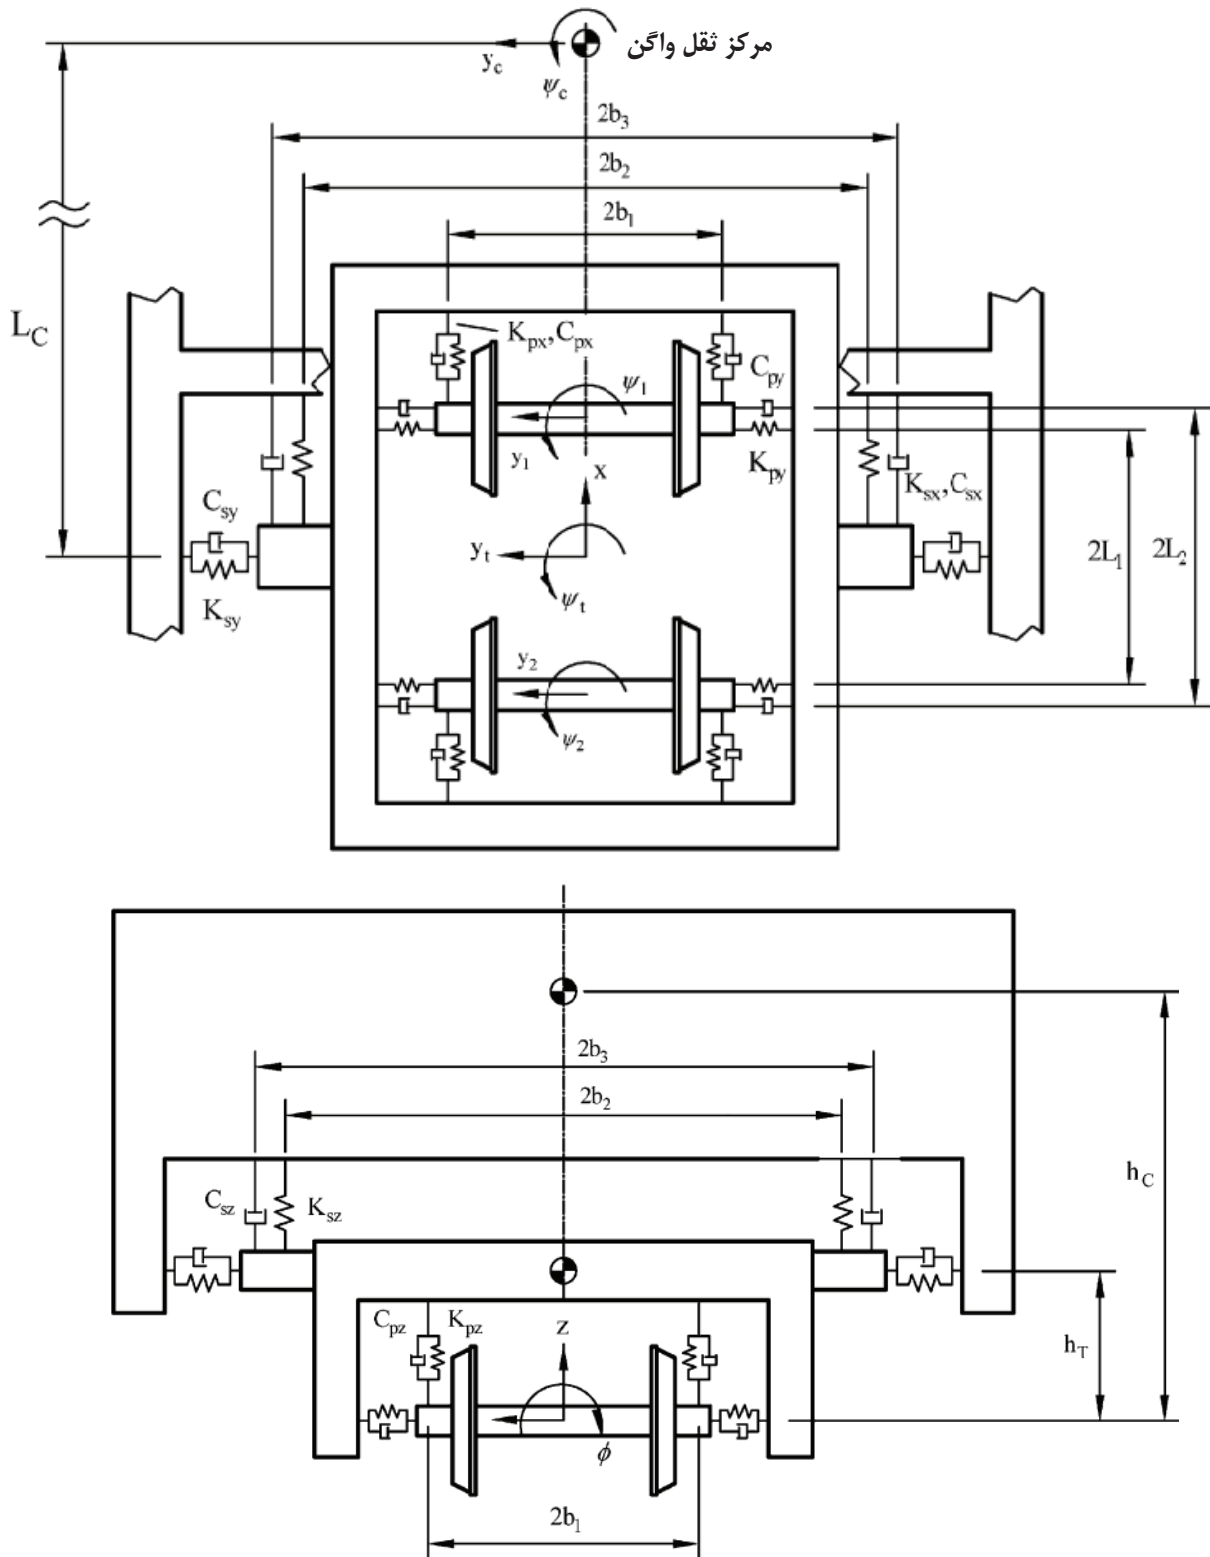 مرکز ثقل واگن
y_c
ψ_c
2b_3
2b_2
2b_1
L_C
K_px,C_px
ψ_1
C_py
y_1
K_py
x
C_sy
K_sx,C_sx
y_t
2L_1
2L_2
ψ_t
K_sy
y_2
ψ_2
2b_3
2b_2
h_C
C_sz
K_sz
C_pz
K_pz
z
h_T
ϕ
2b_1